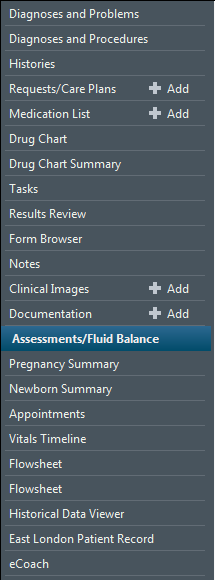 Diagnoses and Problems
Diagnoses and Procedures
Histories
Requests/Care Plans Add
Medication List Add
Drug Chart
Drug Chart Summary
Tasks
Results Review
Form Browser
Notes
Clinical Images Add
Documentation Add
Assessments/Fluid Balance
Pregnancy Summary
Newborn Summary
Appointments
Vitals Timeline
Flowsheet
Flowsheet
Historical Data Viewer
East London Patient Record
eCoach